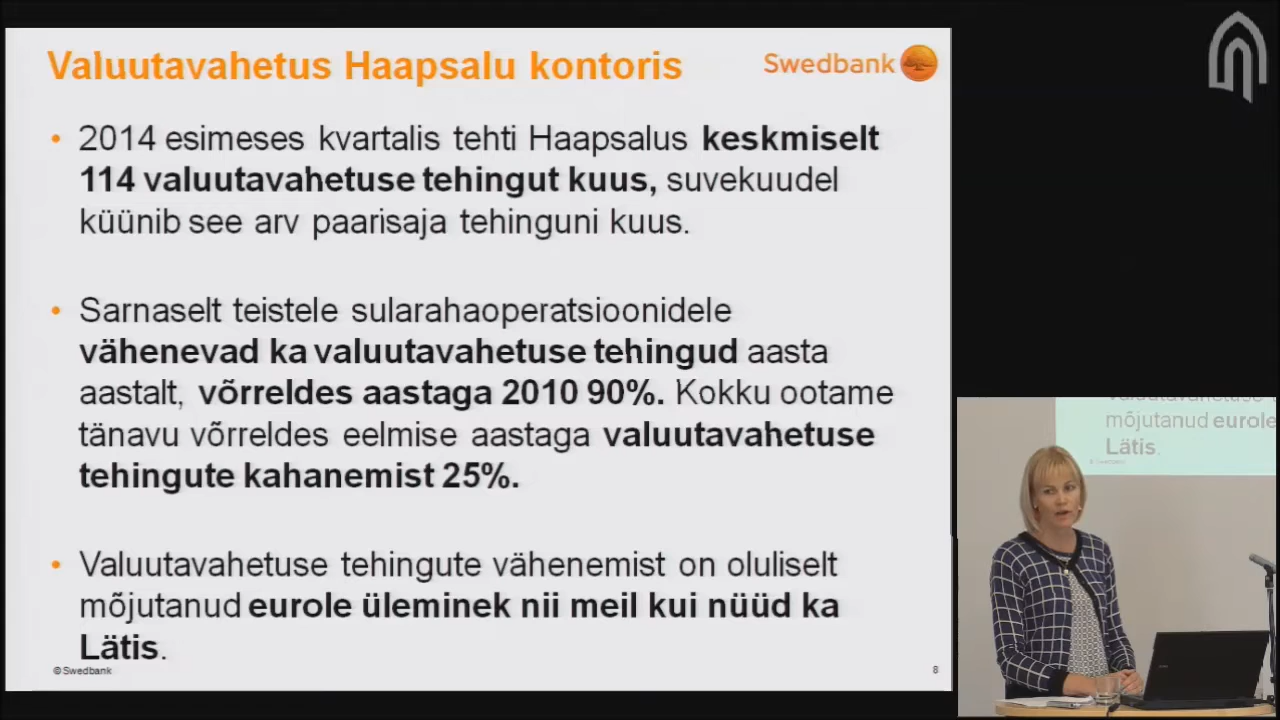 Valuutavahetus Haapsalu kontoris
Swedbank
• 2014 esimeses kvartalis tehti Haapsalus keskmiselt
114 valuutavahetuse tehingut kuus, suvekuudel
küünib see arv paarisaja tehinguni kuus.
• Sarnaselt teistele sularahaoperatsioonidele
vähenevad ka valuutavahetuse tehingud aasta
aastalt, võrreldes aastaga 2010 90%. Kokku ootame
tänavu võrreldes eelmise aastaga valuutavahetuse
tehingute kahanemist 25%.
• Valuutavahetuse tehingute vähenemist on oluliselt
mõjutanud eurole üleminek nii meil kui nüüd ka
Lätis.
© Swedbank
8
mõjutanud eurole
Lätis.